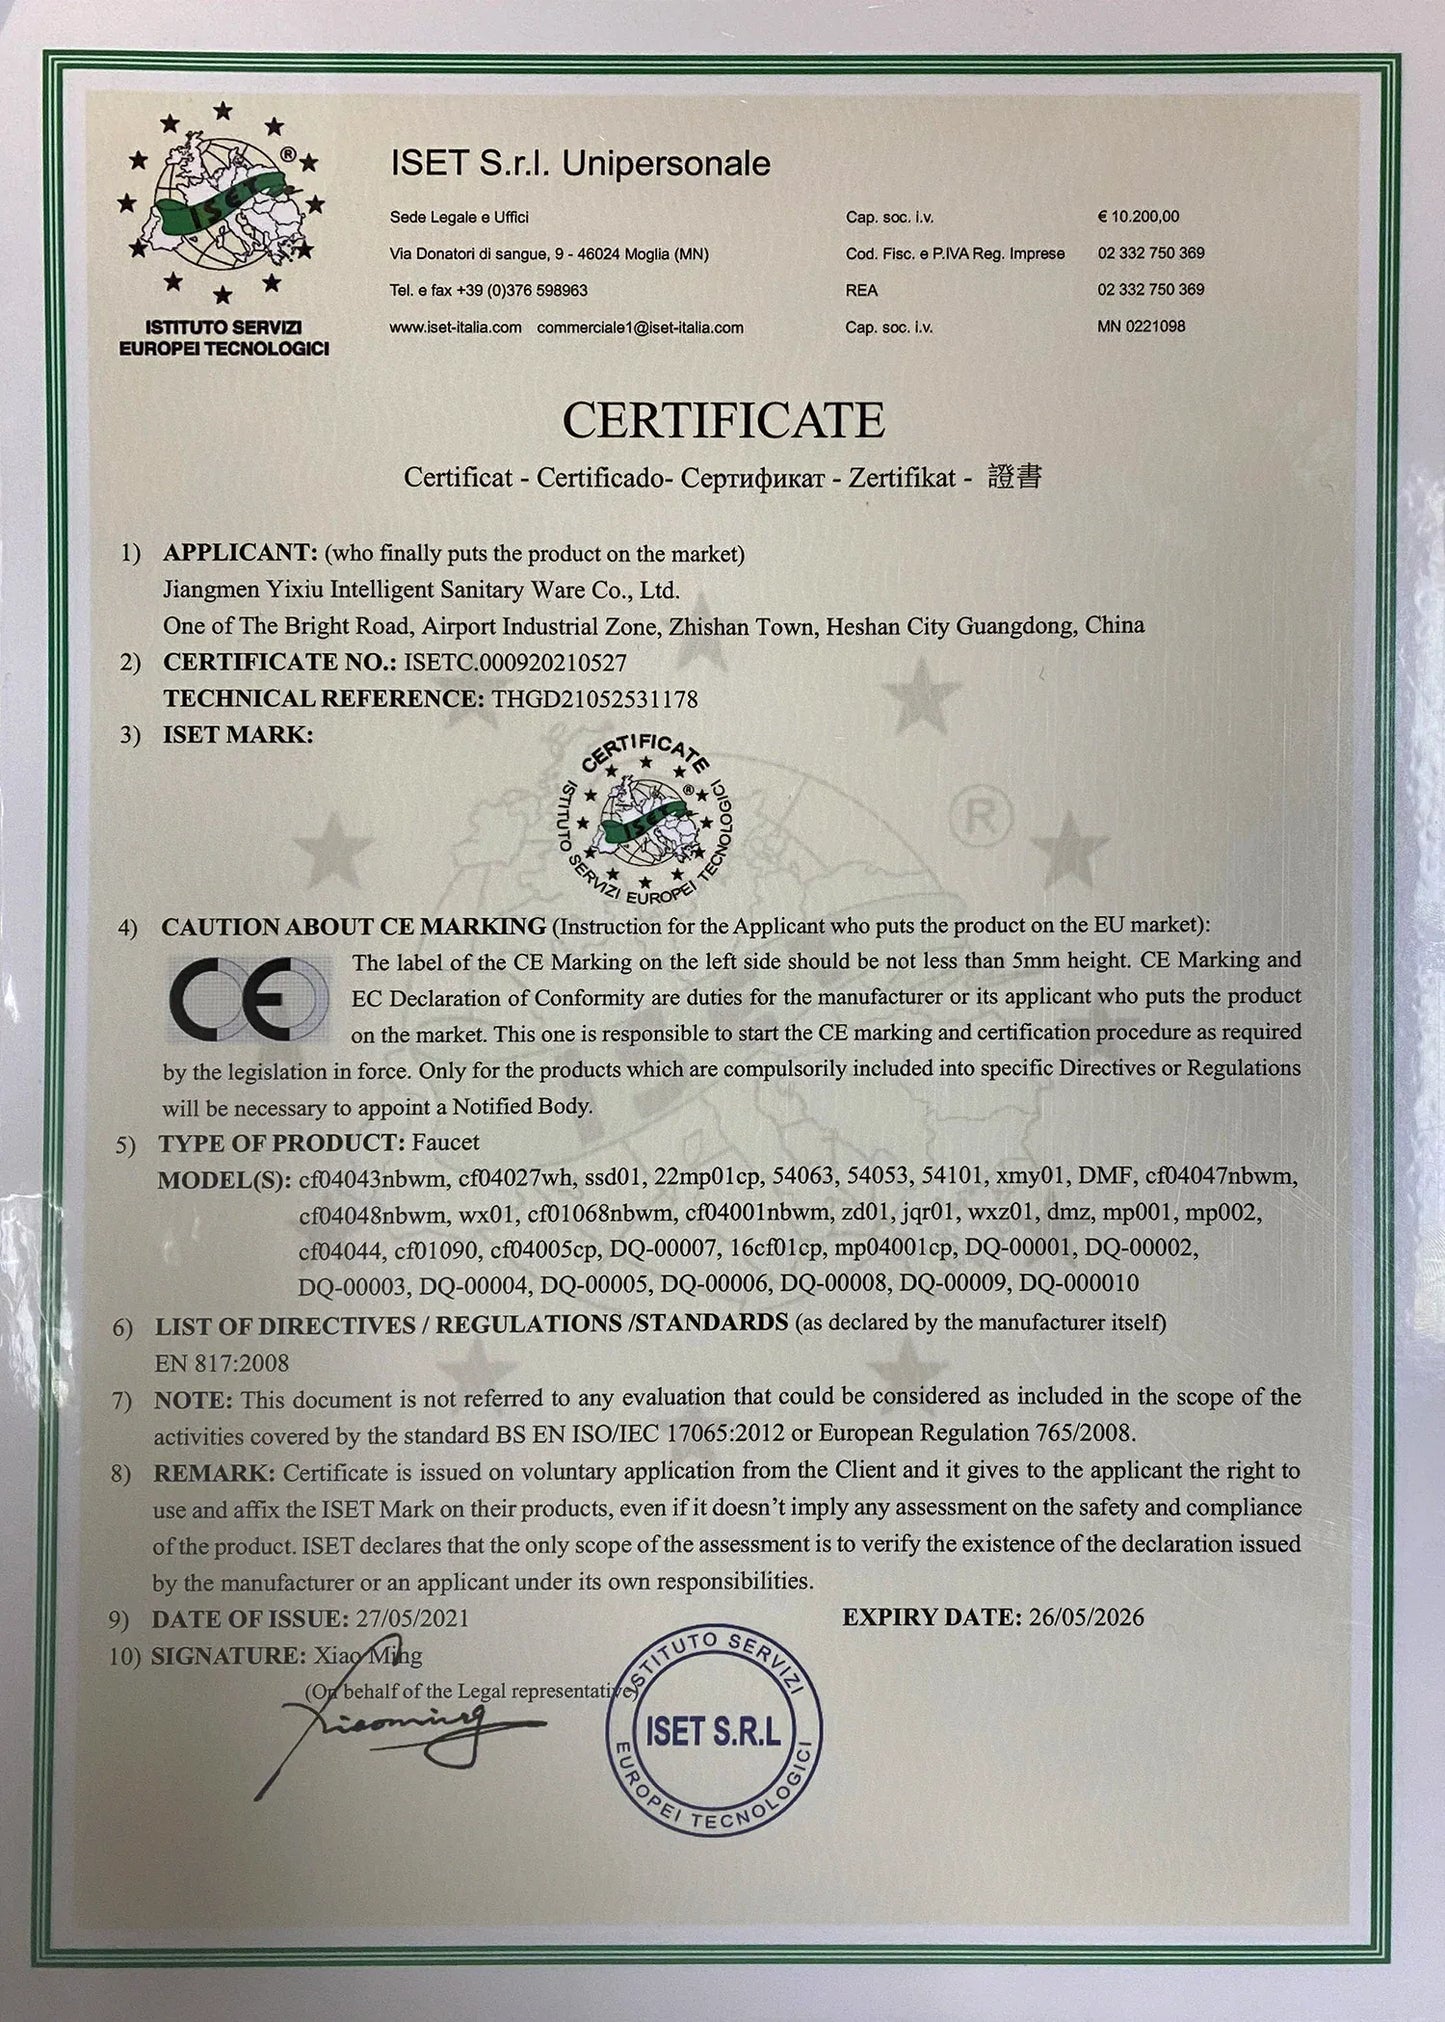 ISET
®
ISTITUTO SERVIZI
EUROPEI TECNOLOGICI
ISET S.r.l. Unipersonale
Sede Legale e Uffici
Via Donatori di sangue, 9 - 46024 Moglia (MN)
Tel. e fax +39 (0)376 598963
www.iset-italia.com commerciale1@iset-italia.com
Cap. soc. i.v. € 10.200,00
Cod. Fisc. e P.IVA Reg. Imprese 02 332 750 369
REA 02 332 750 369
Cap. soc. i.v. MN 0221098
CERTIFICATE
Certificat - Certificado- Сертификат - Zertifikat - 證書
1) APPLICANT: (who finally puts the product on the market)
Jiangmen Yixiu Intelligent Sanitary Ware Co., Ltd.
One of The Bright Road, Airport Industrial Zone, Zhishan Town, Heshan City Guangdong, China
2) CERTIFICATE NO.: ISETC.000920210527
TECHNICAL REFERENCE: THGD21052531178
3) ISET MARK:
CERTIFICATE
ISTITUTO SERVIZI EUROPEI TECNOLOGICI
ISET
®
®
4) CAUTION ABOUT CE MARKING (Instruction for the Applicant who puts the product on the EU market):
CE
The label of the CE Marking on the left side should be not less than 5mm height. CE Marking and
EC Declaration of Conformity are duties for the manufacturer or its applicant who puts the product
on the market. This one is responsible to start the CE marking and certification procedure as required
by the legislation in force. Only for the products which are compulsorily included into specific Directives or Regulations
will be necessary to appoint a Notified Body.
5) TYPE OF PRODUCT: Faucet
MODEL(S): cf04043nbwm, cf04027wh, ssd01, 22mp01cp, 54063, 54053, 54101, xmy01, DMF, cf04047nbwm,
cf04048nbwm, wx01, cf01068nbwm, cf04001nbwm, zd01, jqr01, wxz01, dmz, mp001, mp002,
cf04044, cf01090, cf04005cp, DQ-00007, 16cf01cp, mp04001cp, DQ-00001, DQ-00002,
DQ-00003, DQ-00004, DQ-00005, DQ-00006, DQ-00008, DQ-00009, DQ-000010
6) LIST OF DIRECTIVES / REGULATIONS /STANDARDS (as declared by the manufacturer itself)
EN 817:2008
7) NOTE: This document is not referred to any evaluation that could be considered as included in the scope of the
activities covered by the standard BS EN ISO/IEC 17065:2012 or European Regulation 765/2008.
8) REMARK: Certificate is issued on voluntary application from the Client and it gives to the applicant the right to
use and affix the ISET Mark on their products, even if it doesn't imply any assessment on the safety and compliance
of the product. ISET declares that the only scope of the assessment is to verify the existence of the declaration issued
by the manufacturer or an applicant under its own responsibilities.
9) DATE OF ISSUE: 27/05/2021 EXPIRY DATE: 26/05/2026
10) SIGNATURE: Xiao Ming
(On behalf of the Legal representative)
Xiaoming
ISTITUTO SERVIZI
ISET S.R.L
EUROPEI TECNOLOGICI